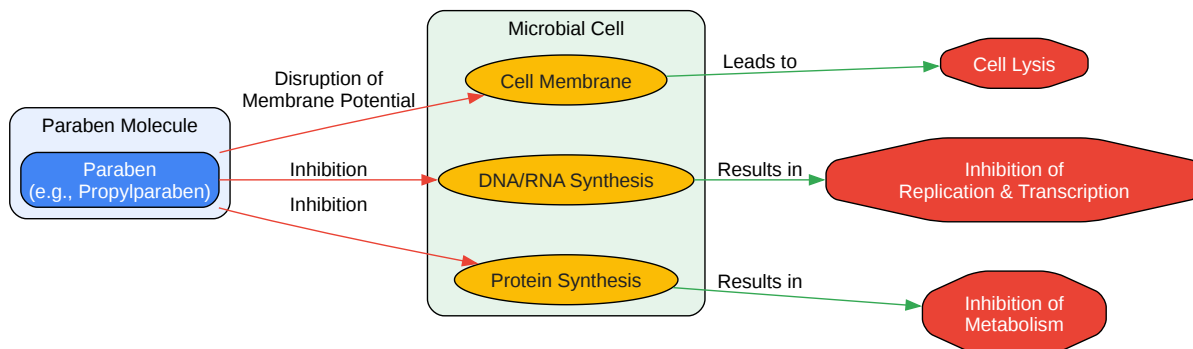 Microbial Cell
Disruption of
Membrane Potential
Cell Membrane
Leads to
Cell Lysis
Paraben Molecule
Paraben
(e.g., Propylparaben)
Inhibition
DNA/RNA Synthesis
Results in
Inhibition of
Replication & Transcription
Inhibition
Protein Synthesis
Results in
Inhibition of
Metabolism